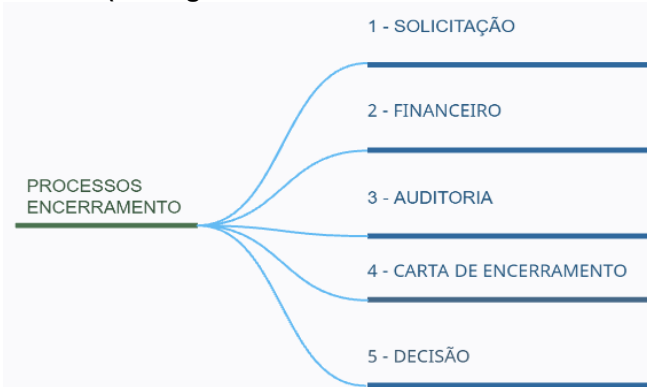 1 - SOLICITAÇÃO
2 - FINANCEIRO
PROCESSOS
ENCERRAMENTO
3 - AUDITORIA
4 - CARTA DE ENCERRAMENTO
5 - DECISÃO